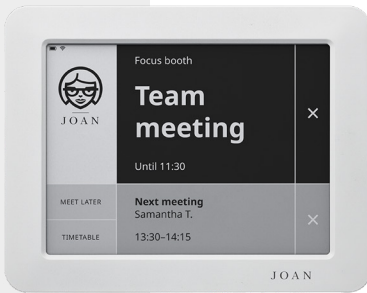 JOAN
Focus booth
Team
meeting
Until 11:30
MEET LATER
TIMETABLE
Next meeting
Samantha T.
13:30–14:15
JOAN